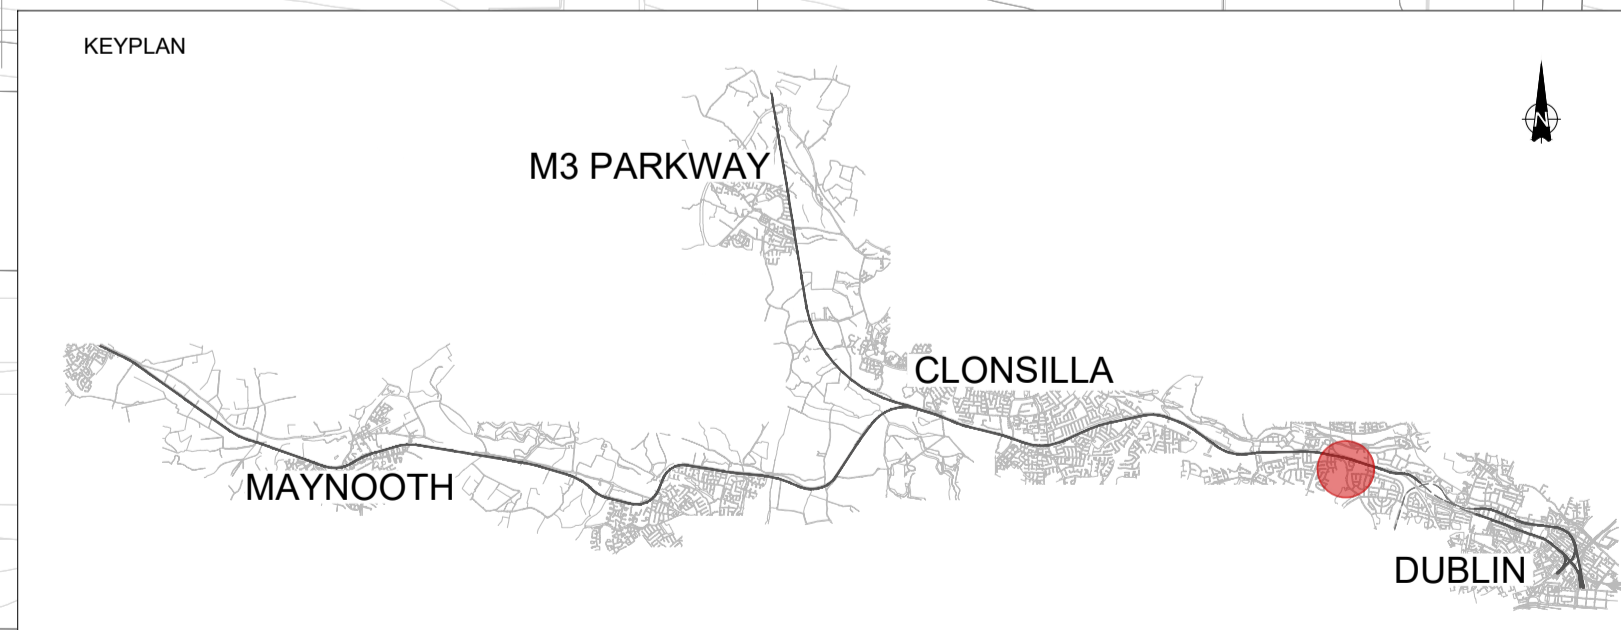 KEYPLAN
N
M3 PARKWAY
CLONSILLA
MAYNOOTH
DUBLIN